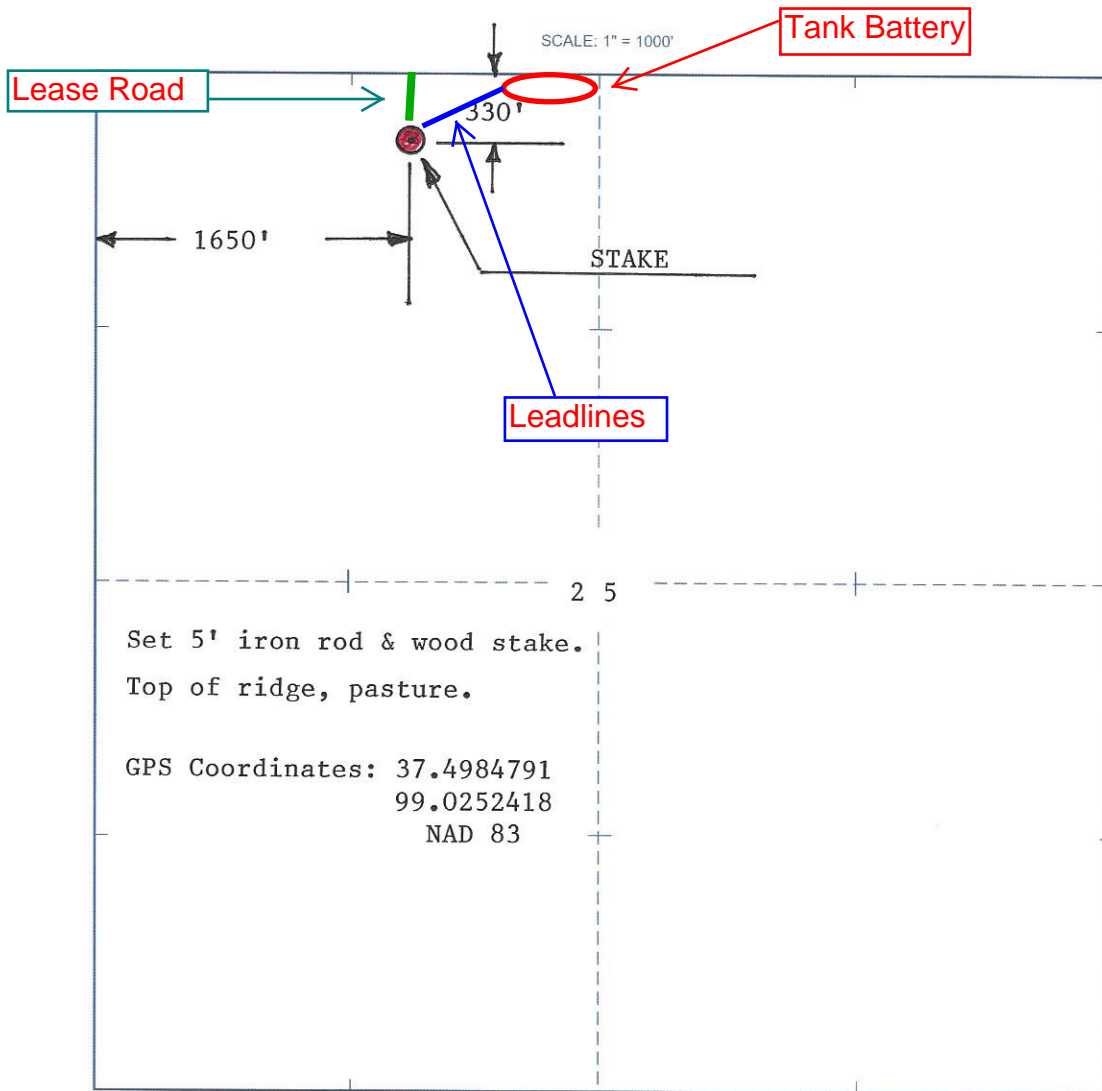 SCALE: 1" = 1000'
Tank Battery
Lease Road
330'
1650'
STAKE
Leadlines
2 5
Set 5' iron rod & wood stake.
Top of ridge, pasture.
GPS Coordinates: 37.4984791
99.0252418
NAD 83